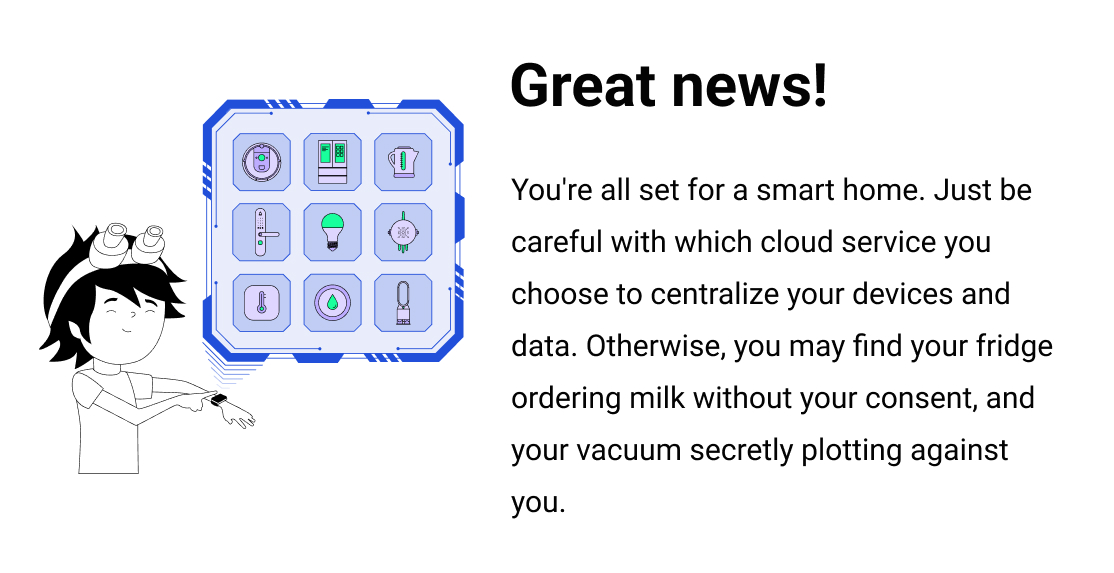 Great news!
You're all set for a smart home. Just be
careful with which cloud service you
choose to centralize your devices and
data. Otherwise, you may find your fridge
ordering milk without your consent, and
your vacuum secretly plotting against
you.